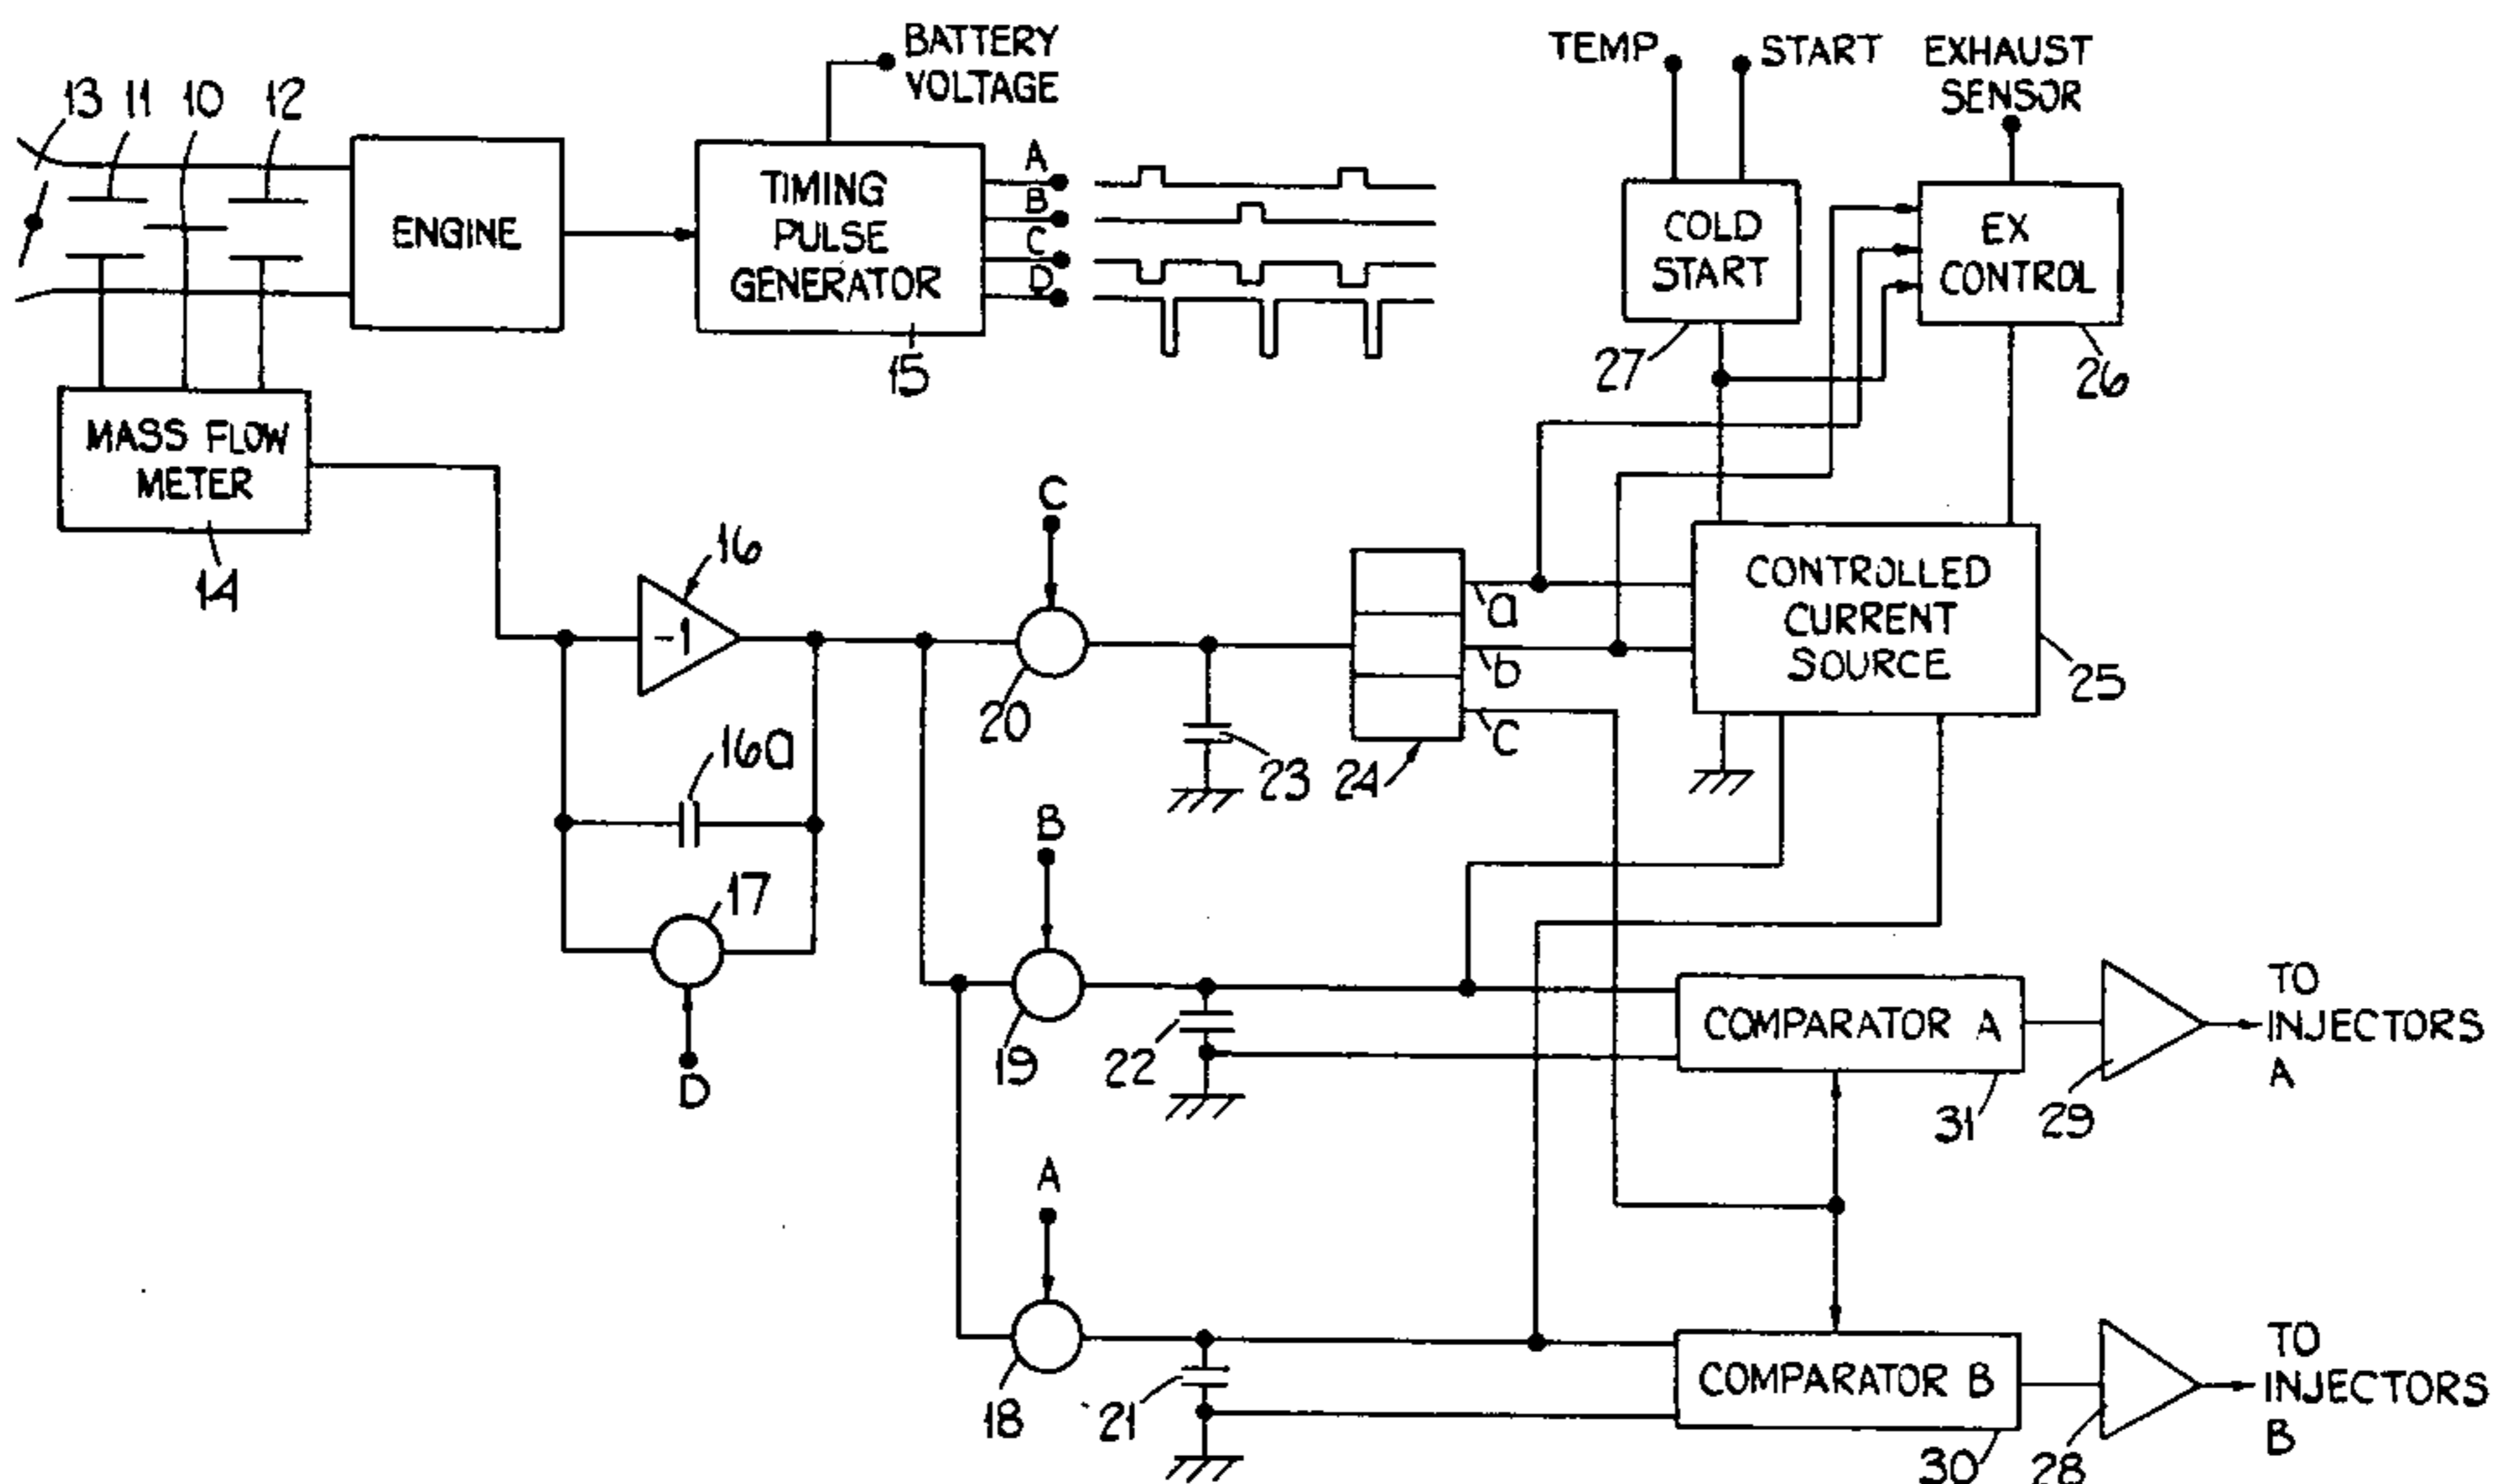 13 11 10 12
ENGINE
MASS FLOW
METER
14
BATTERY
VOLTAGE
TIMING
PULSE
GENERATOR
15
A
B
C
D
TEMP
START
EXHAUST
SENSOR
COLD
START
27
EX
CONTROL
26
16
-1
16a
17
D
C
20
23
24
a
b
c
CONTROLLED
CURRENT
SOURCE
25
B
19
22
COMPARATOR A
31
29
TO
INJECTORS
A
A
18
21
COMPARATOR B
30
28
TO
INJECTORS
B